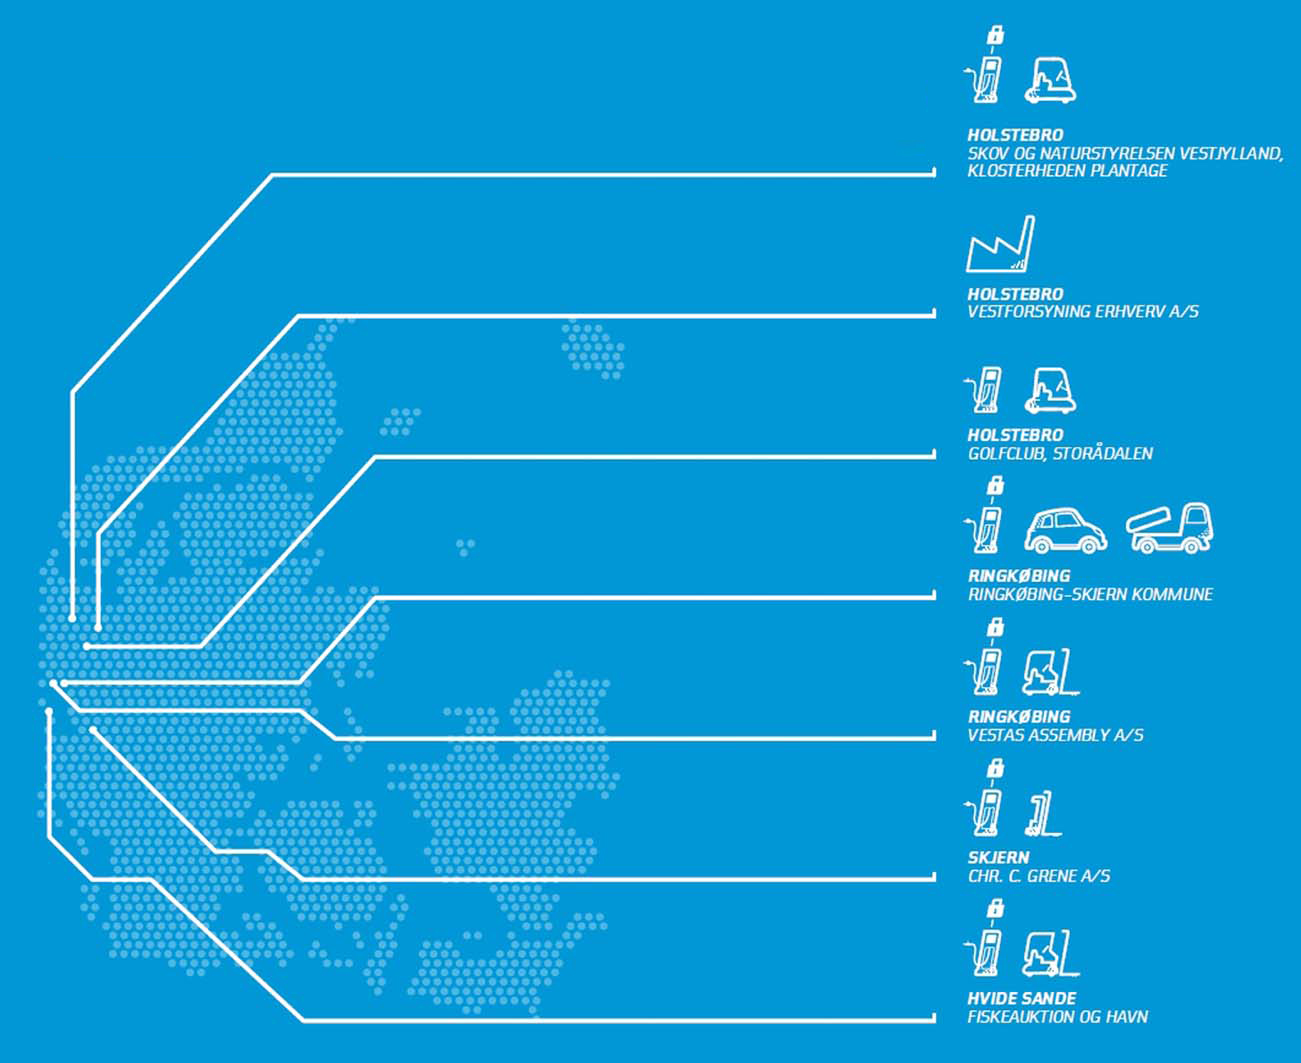 HOLSTEBRO
SKOV OG NATURSTYRELSEN VESTJYLLAND,
KLOSTERHEDEN PLANTAGE
HOLSTEBRO
VESTFORSYNING ERHVERV A/S
HOLSTEBRO
GOLFCLUB, STORÅDALEN
RINGKØBING
RINGKØBING-SKJERN KOMMUNE
RINGKØBING
VESTAS ASSEMBLY A/S
SKJERN
CHR. C. GRENE A/S
HVIDE SANDE
FISKEAUKTION OG HAVN